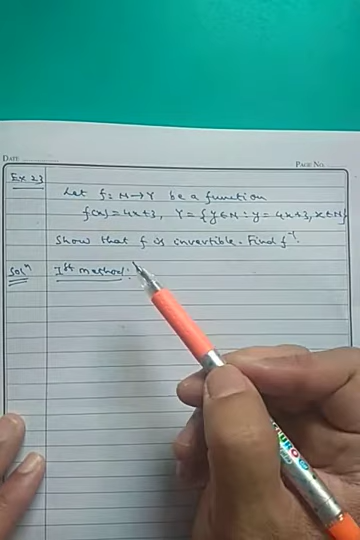 DATE
PAGE NO.
Ex 23
Let f: N→Y be a function
f(x)=4x+3, Y={y∈N: y=4x+3, x∈N}
Show that f is invertible. Find f⁻¹
Solⁿ Iˢᵗ method: